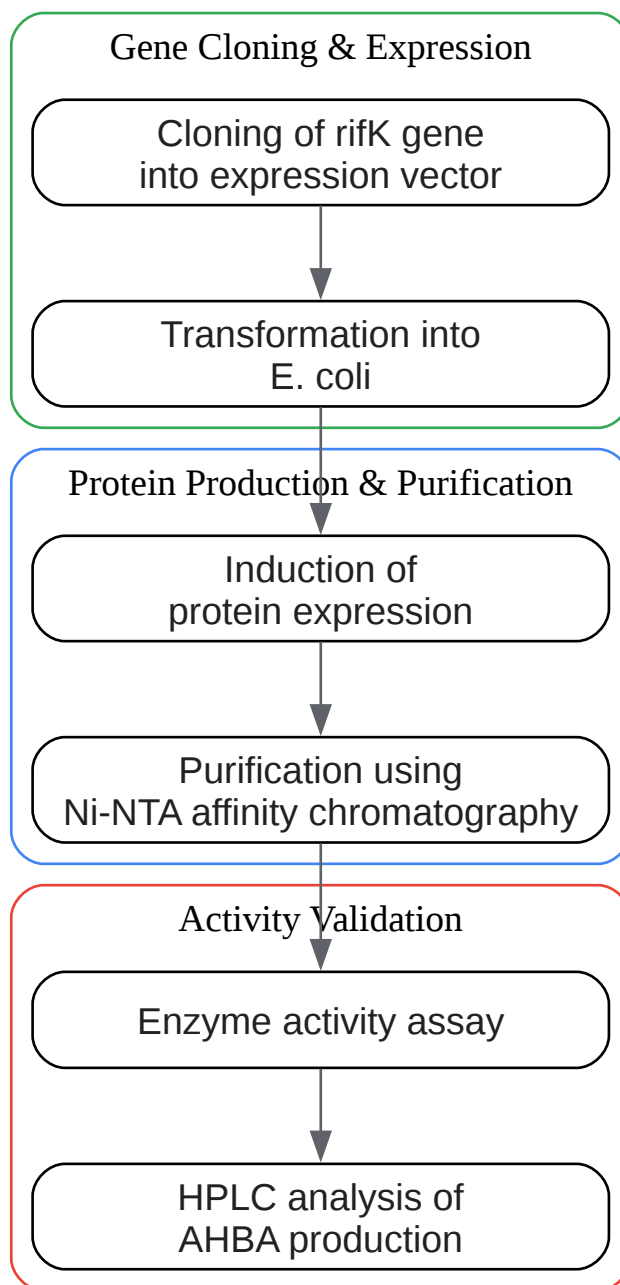 Gene Cloning & Expression
Cloning of rifK gene
into expression vector
Transformation into
E. coli
Protein Production & Purification
Induction of
protein expression
Purification using
Ni-NTA affinity chromatography
Activity Validation
Enzyme activity assay
HPLC analysis of
AHBA production